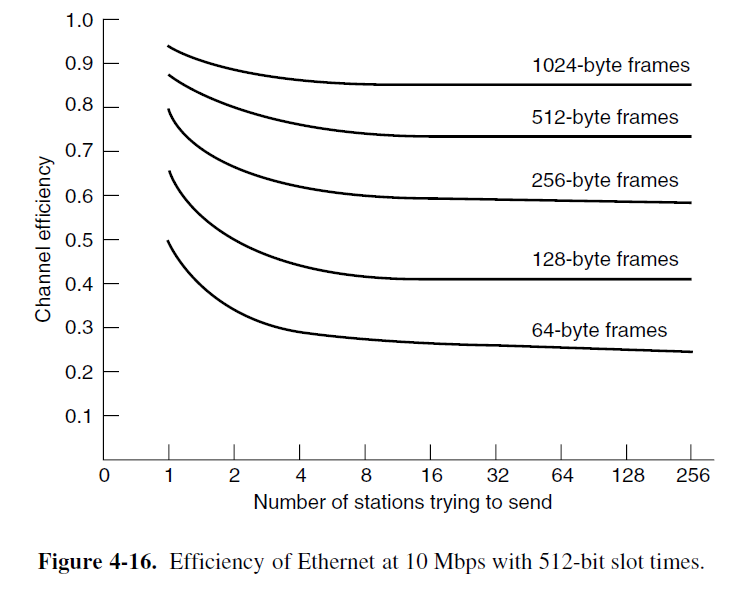 1.0
0.9
1024-byte frames
0.8
512-byte frames
0.7
256-byte frames
0.6
0.5
128-byte frames
0.4
0.3
64-byte frames
0.2
0.1
Channel efficiency
0 1 2 4 8 16 32 64 128 256
Number of stations trying to send
Figure 4-16. Efficiency of Ethernet at 10 Mbps with 512-bit slot times.